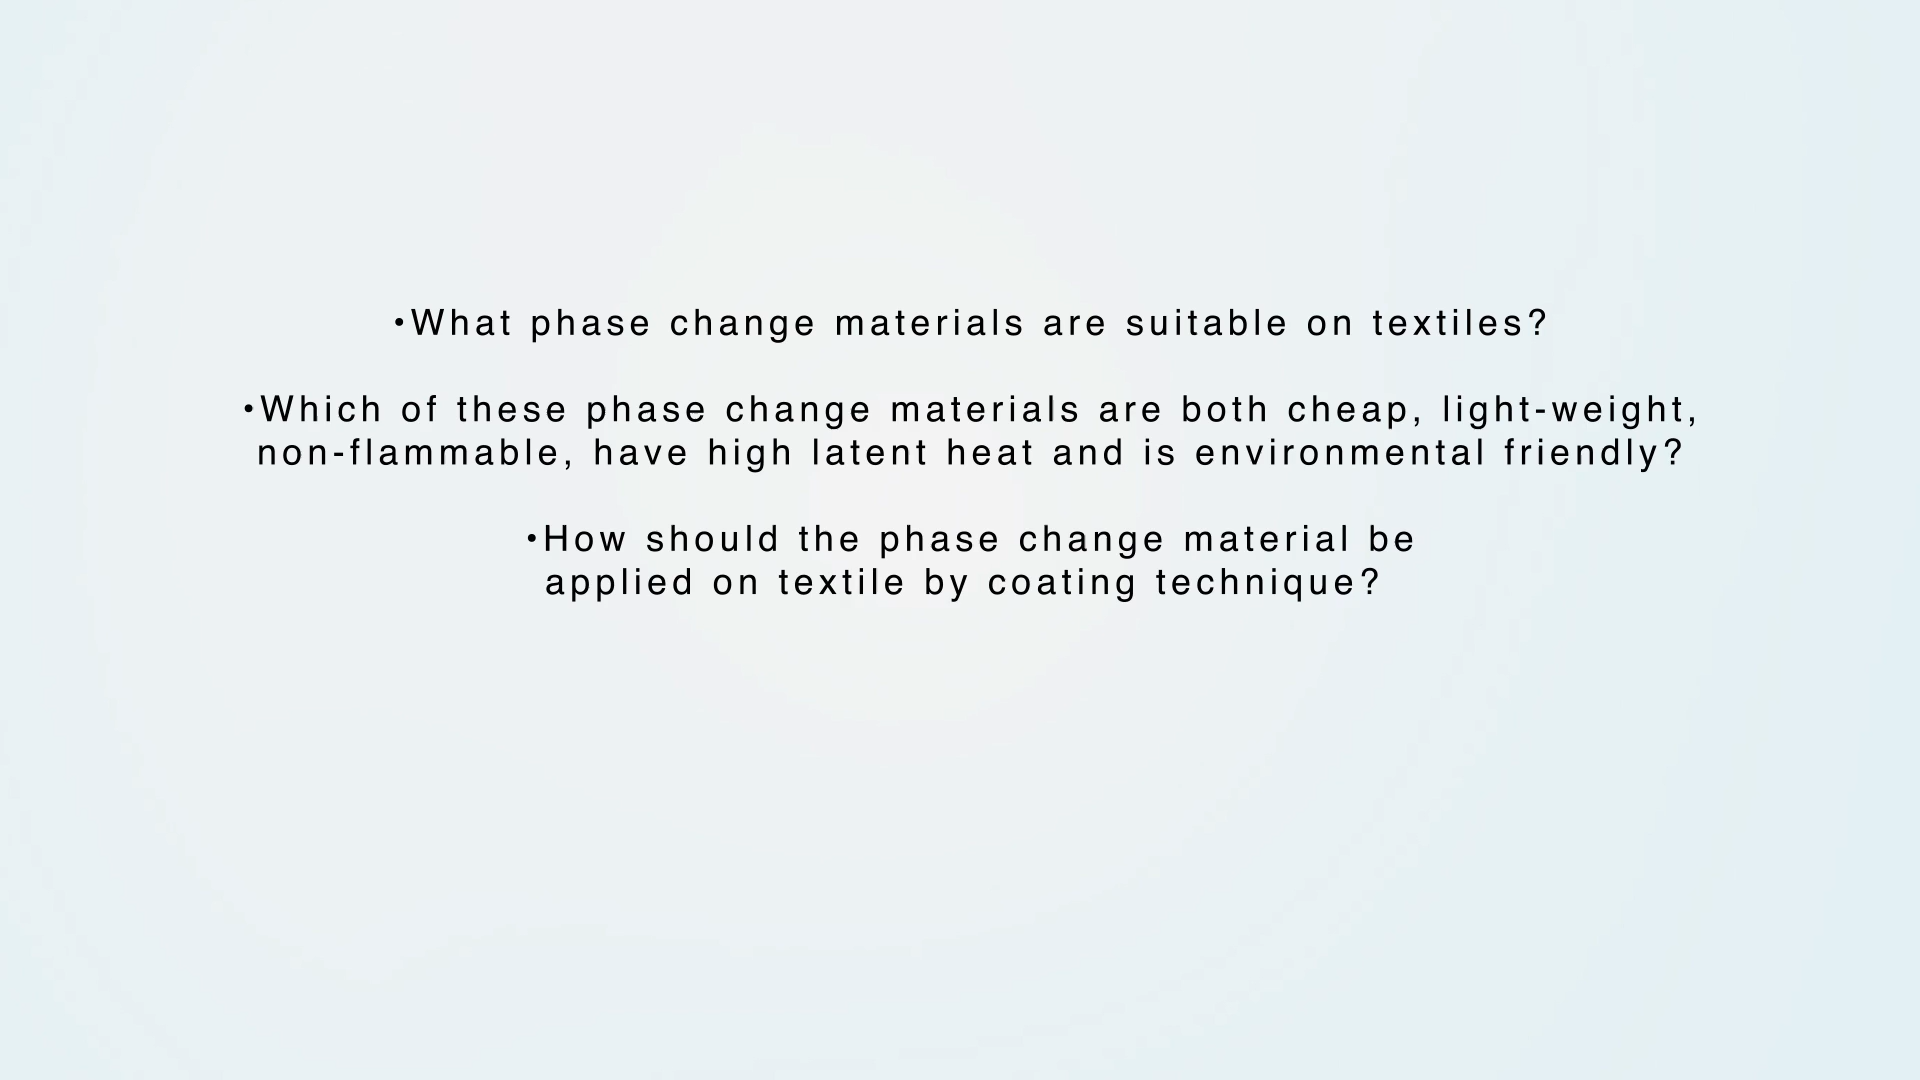 •What phase change materials are suitable on textiles?
•Which of these phase change materials are both cheap, light-weight,
non-flammable, have high latent heat and is environmental friendly?
•How should the phase change material be
applied on textile by coating technique?